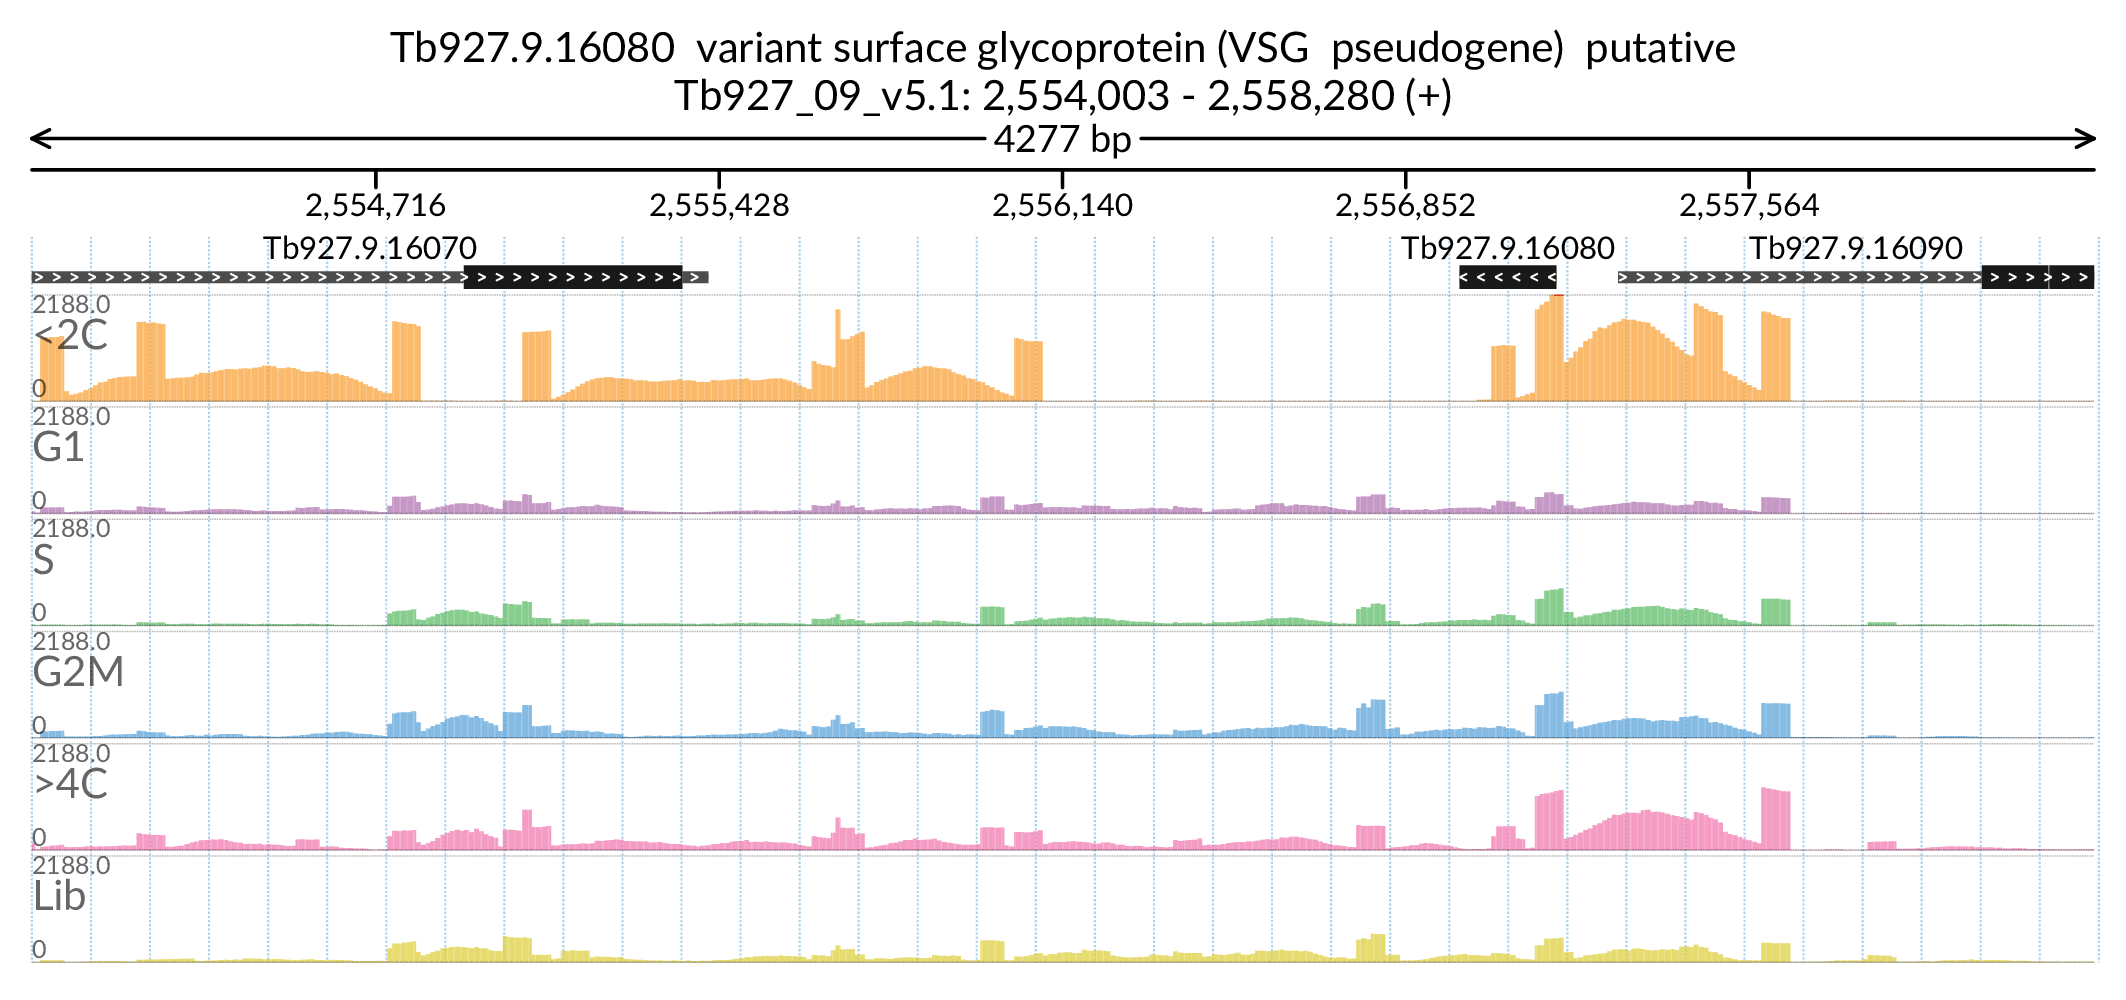 Tb927.9.16080  variant surface glycoprotein (VSG  pseudogene)  putative
Tb927_09_v5.1: 2,554,003 - 2,558,280 (+)
4277 bp
2,554,716 2,555,428 2,556,140 2,556,852 2,557,564
Tb927.9.16070 Tb927.9.16080 Tb927.9.16090
2188.0
<2C
0
2188.0
G1
0
2188.0
S
0
2188.0
G2M
0
2188.0
>4C
0
2188.0
Lib
0